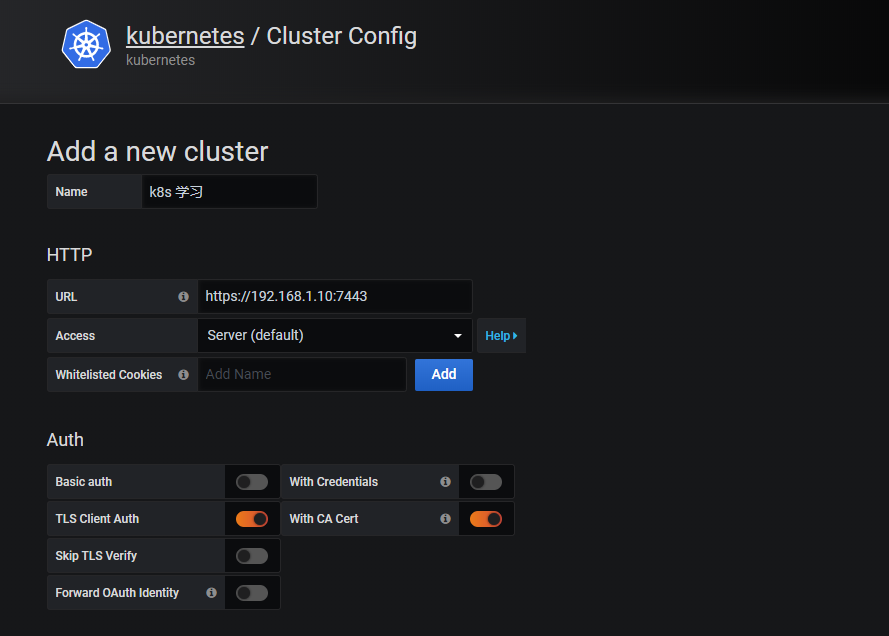 kubernetes / Cluster Config
kubernetes
Add a new cluster
Name k8s 学习
HTTP
URL https://192.168.1.10:7443
Access Server (default) Help
Whitelisted Cookies Add Name Add
Auth
Basic auth With Credentials
TLS Client Auth With CA Cert
Skip TLS Verify
Forward OAuth Identity